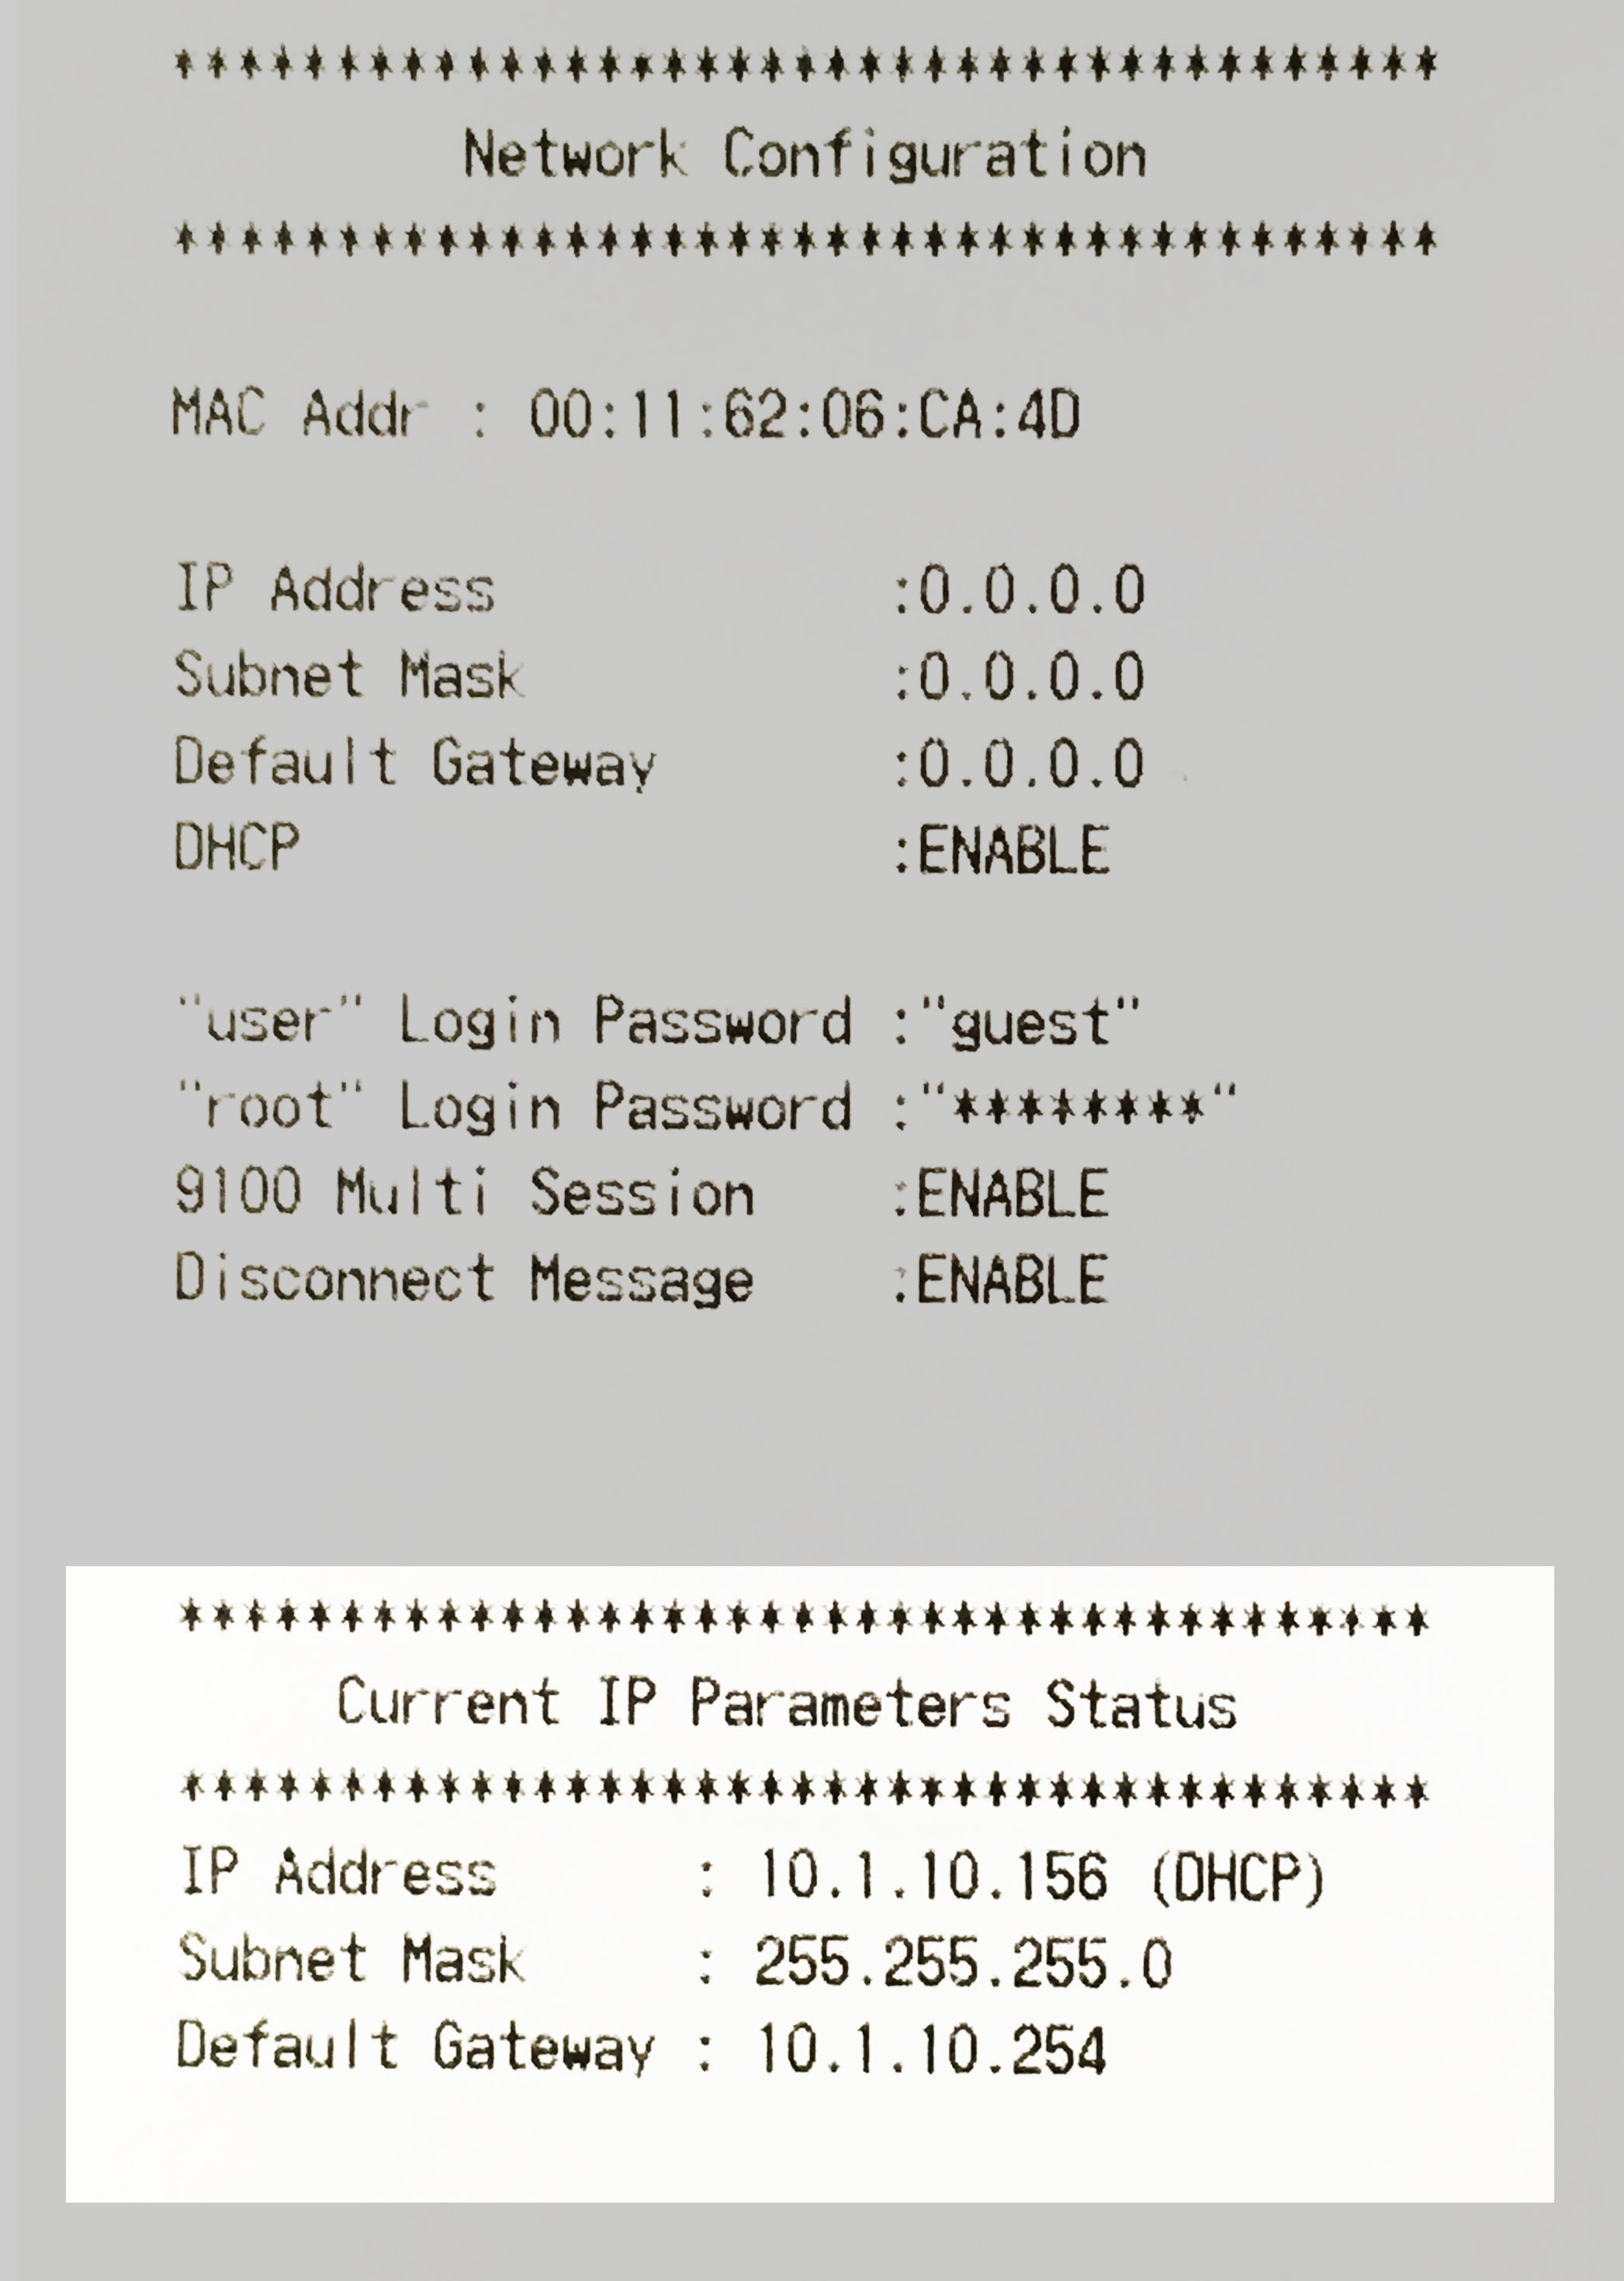 ***************************************
Network Configuration
***************************************
MAC Addr : 00:11:62:06:CA:4D
IP Address :0.0.0.0
Subnet Mask :0.0.0.0
Default Gateway :0.0.0.0
DHCP :ENABLE
"user" Login Password :"guest"
"root" Login Password :"********"
9100 Multi Session :ENABLE
Disconnect Message :ENABLE
***************************************
Current IP Parameters Status
***************************************
IP Address : 10.1.10.156 (DHCP)
Subnet Mask : 255.255.255.0
Default Gateway : 10.1.10.254